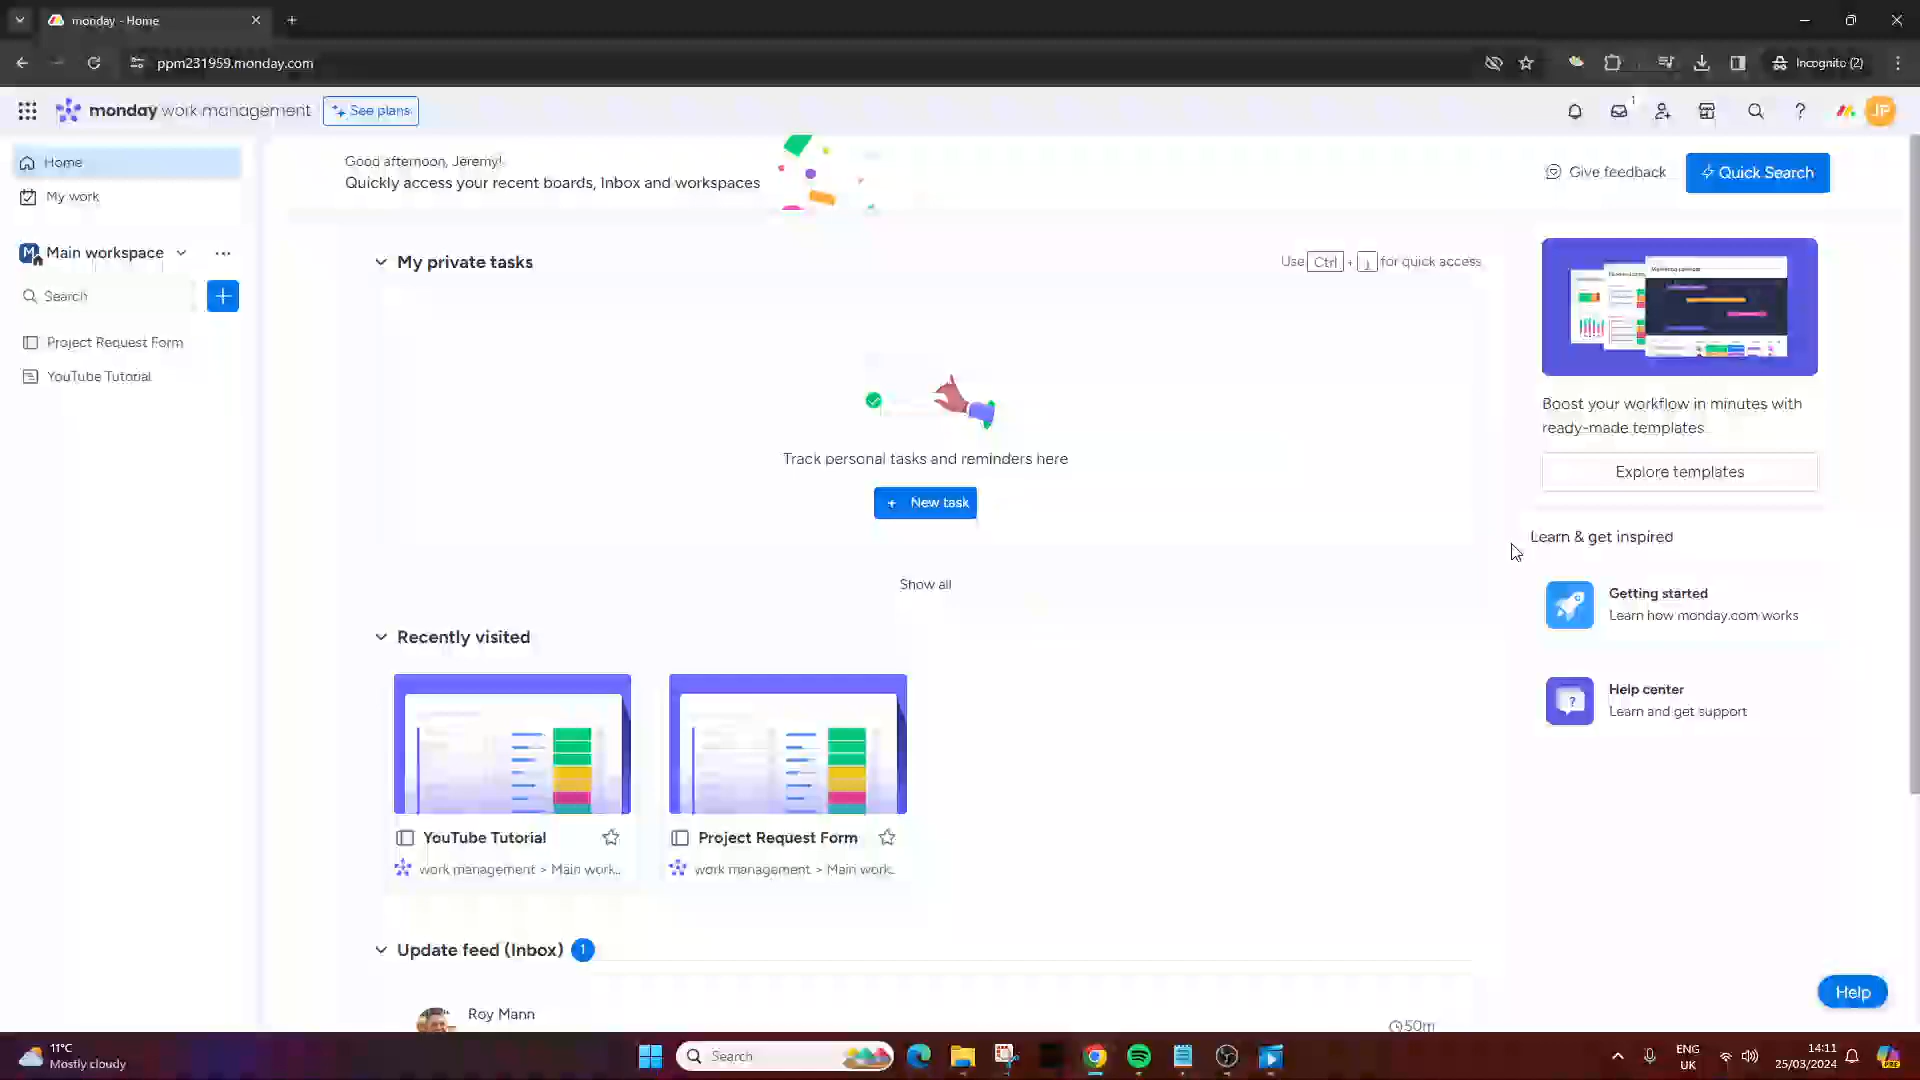 monday - Home
ppm231959.monday.com
Incognito (2)
monday work management
See plans
1
JP
Home
My work
M
Main workspace
Search
Project Request Form
YouTube Tutorial
Good afternoon, Jeremy!
Quickly access your recent boards, Inbox and workspaces
Give feedback
Quick Search
My private tasks
Use Ctrl + j for quick access
Track personal tasks and reminders here
+ New task
Show all
Boost your workflow in minutes with
ready-made templates
Explore templates
Learn & get inspired
Getting started
Learn how monday.com works
Help center
Learn and get support
Recently visited
YouTube Tutorial
work management > Main work...
Project Request Form
work management > Main work...
Update feed (Inbox) 1
Roy Mann
50m
Help
11°C
Mostly cloudy
Search
ENG
UK
14:11
25/03/2024
PRE